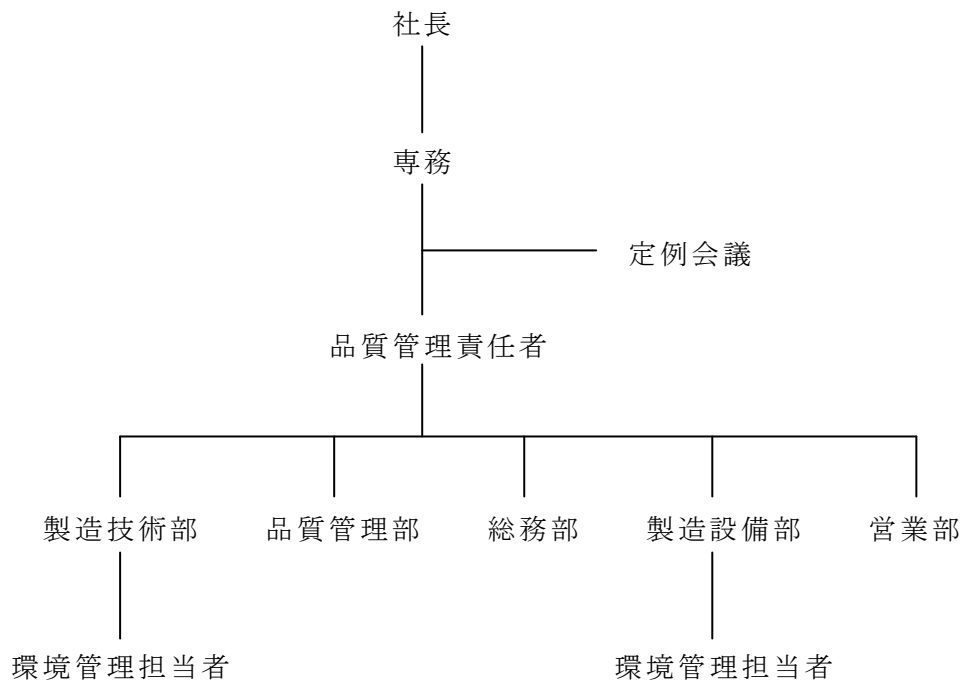 社長
専務
定例会議
品質管理責任者
製造技術部 品質管理部 総務部 製造設備部 営業部
環境管理担当者 環境管理担当者